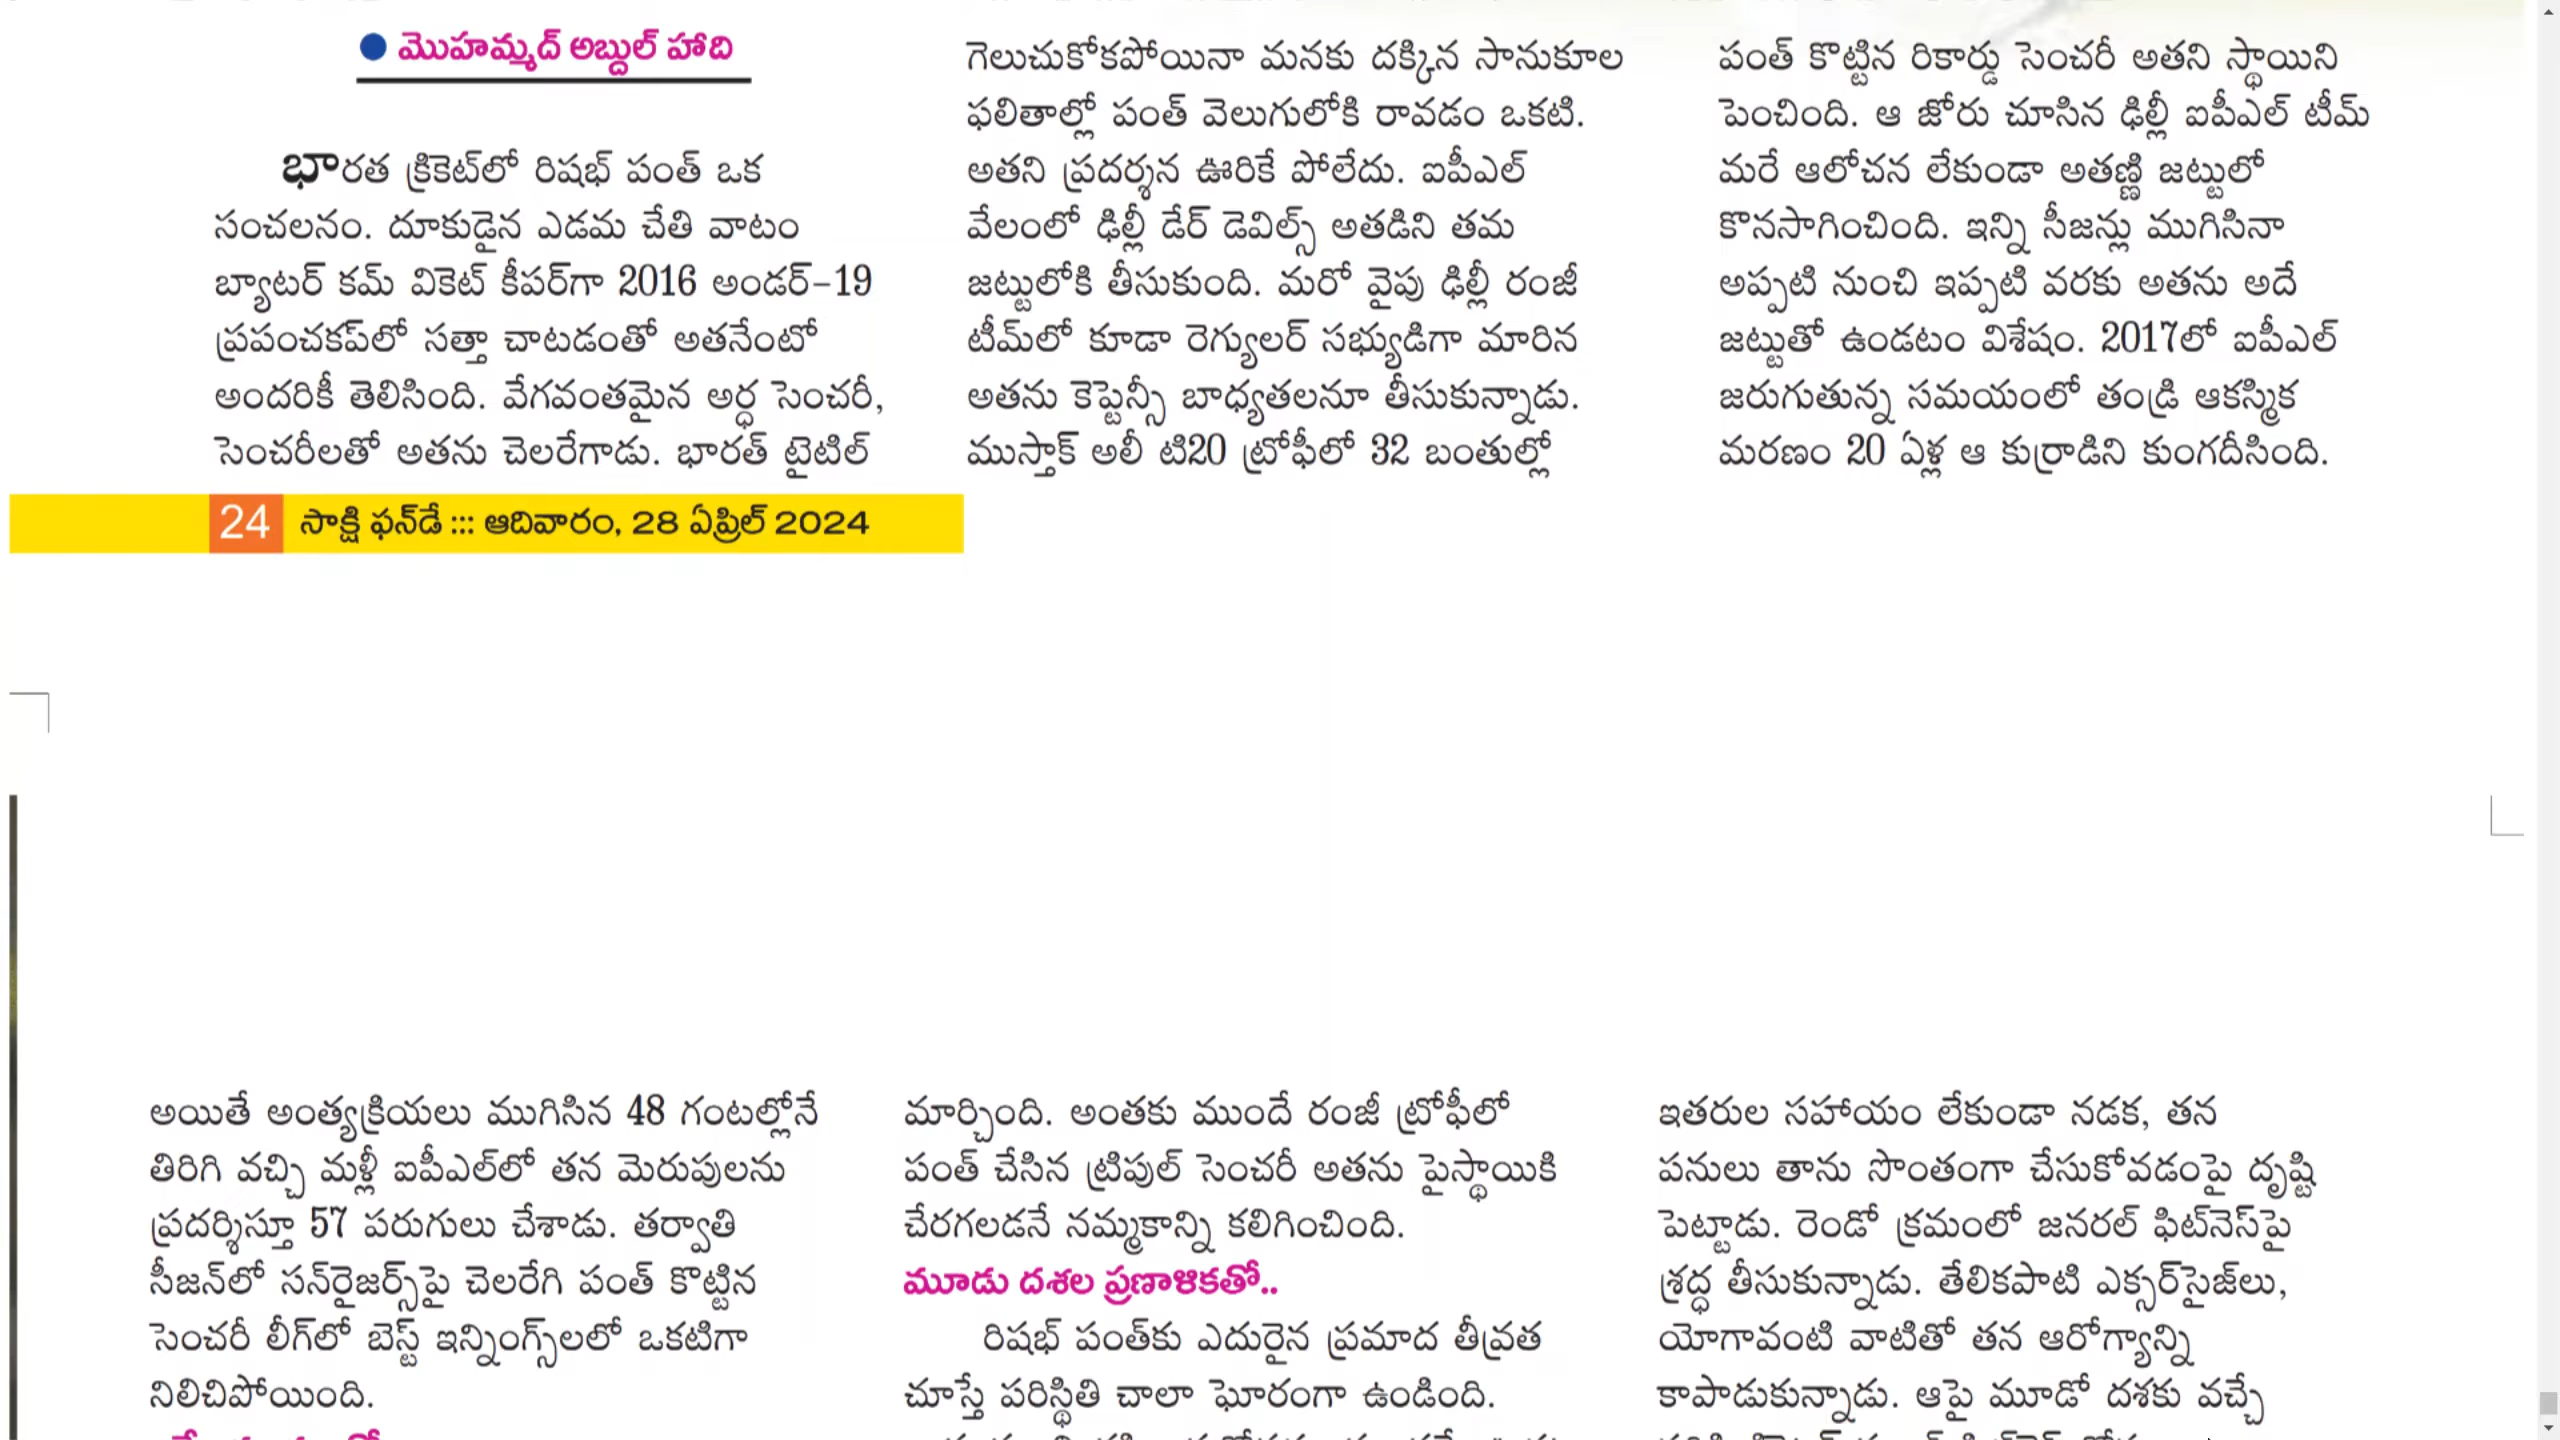 ● మొహమ్మద్ అబ్దుల్ హాది
భారత క్రికెట్‌లో రిషభ్ పంత్ ఒక
సంచలనం. దూకుడైన ఎడమ చేతి వాటం
బ్యాటర్ కమ్ వికెట్ కీపర్‌గా 2016 అండర్–19
ప్రపంచకప్‌లో సత్తా చాటడంతో అతనేంటో
అందరికీ తెలిసింది. వేగవంతమైన అర్ధ సెంచరీ,
సెంచరీలతో అతను చెలరేగాడు. భారత్ టైటిల్
గెలుచుకోకపోయినా మనకు దక్కిన సానుకూల
ఫలితాల్లో పంత్ వెలుగులోకి రావడం ఒకటి.
అతని ప్రదర్శన ఊరికే పోలేదు. ఐపీఎల్
వేలంలో ఢిల్లీ డేర్ డెవిల్స్ అతడిని తమ
జట్టులోకి తీసుకుంది. మరో వైపు ఢిల్లీ రంజీ
టీమ్‌లో కూడా రెగ్యులర్ సభ్యుడిగా మారిన
అతను కెప్టెన్సీ బాధ్యతలనూ తీసుకున్నాడు.
ముస్తాక్ అలీ టి20 ట్రోఫీలో 32 బంతుల్లో
పంత్ కొట్టిన రికార్డు సెంచరీ అతని స్థాయిని
పెంచింది. ఆ జోరు చూసిన ఢిల్లీ ఐపీఎల్ టీమ్
మరే ఆలోచన లేకుండా అతణ్ణి జట్టులో
కొనసాగించింది. ఇన్ని సీజన్లు ముగిసినా
అప్పటి నుంచి ఇప్పటి వరకు అతను అదే
జట్టుతో ఉండటం విశేషం. 2017లో ఐపీఎల్
జరుగుతున్న సమయంలో తండ్రి ఆకస్మిక
మరణం 20 ఏళ్ల ఆ కుర్రాడిని కుంగదీసింది.
24 సాక్షి ఫన్‌డే ::: ఆదివారం, 28 ఏప్రిల్ 2024
అయితే అంత్యక్రియలు ముగిసిన 48 గంటల్లోనే
తిరిగి వచ్చి మళ్లీ ఐపీఎల్‌లో తన మెరుపులను
ప్రదర్శిస్తూ 57 పరుగులు చేశాడు. తర్వాతి
సీజన్‌లో సన్‌రైజర్స్‌పై చెలరేగి పంత్ కొట్టిన
సెంచరీ లీగ్‌లో బెస్ట్ ఇన్నింగ్స్‌లలో ఒకటిగా
నిలిచిపోయింది.
మార్చింది. అంతకు ముందే రంజీ ట్రోఫీలో
పంత్ చేసిన ట్రిపుల్ సెంచరీ అతను పైస్థాయికి
చేరగలడనే నమ్మకాన్ని కలిగించింది.
మూడు దశల ప్రణాళికతో..
రిషభ్ పంత్‌కు ఎదురైన ప్రమాద తీవ్రత
చూస్తే పరిస్థితి చాలా ఘోరంగా ఉండింది.
ఇతరుల సహాయం లేకుండా నడక, తన
పనులు తాను సొంతంగా చేసుకోవడంపై దృష్టి
పెట్టాడు. రెండో క్రమంలో జనరల్ ఫిట్‌నెస్‌పై
శ్రద్ధ తీసుకున్నాడు. తేలికపాటి ఎక్సర్‌సైజ్‌లు,
యోగావంటి వాటితో తన ఆరోగ్యాన్ని
కాపాడుకున్నాడు. ఆపై మూడో దశకు వచ్చే